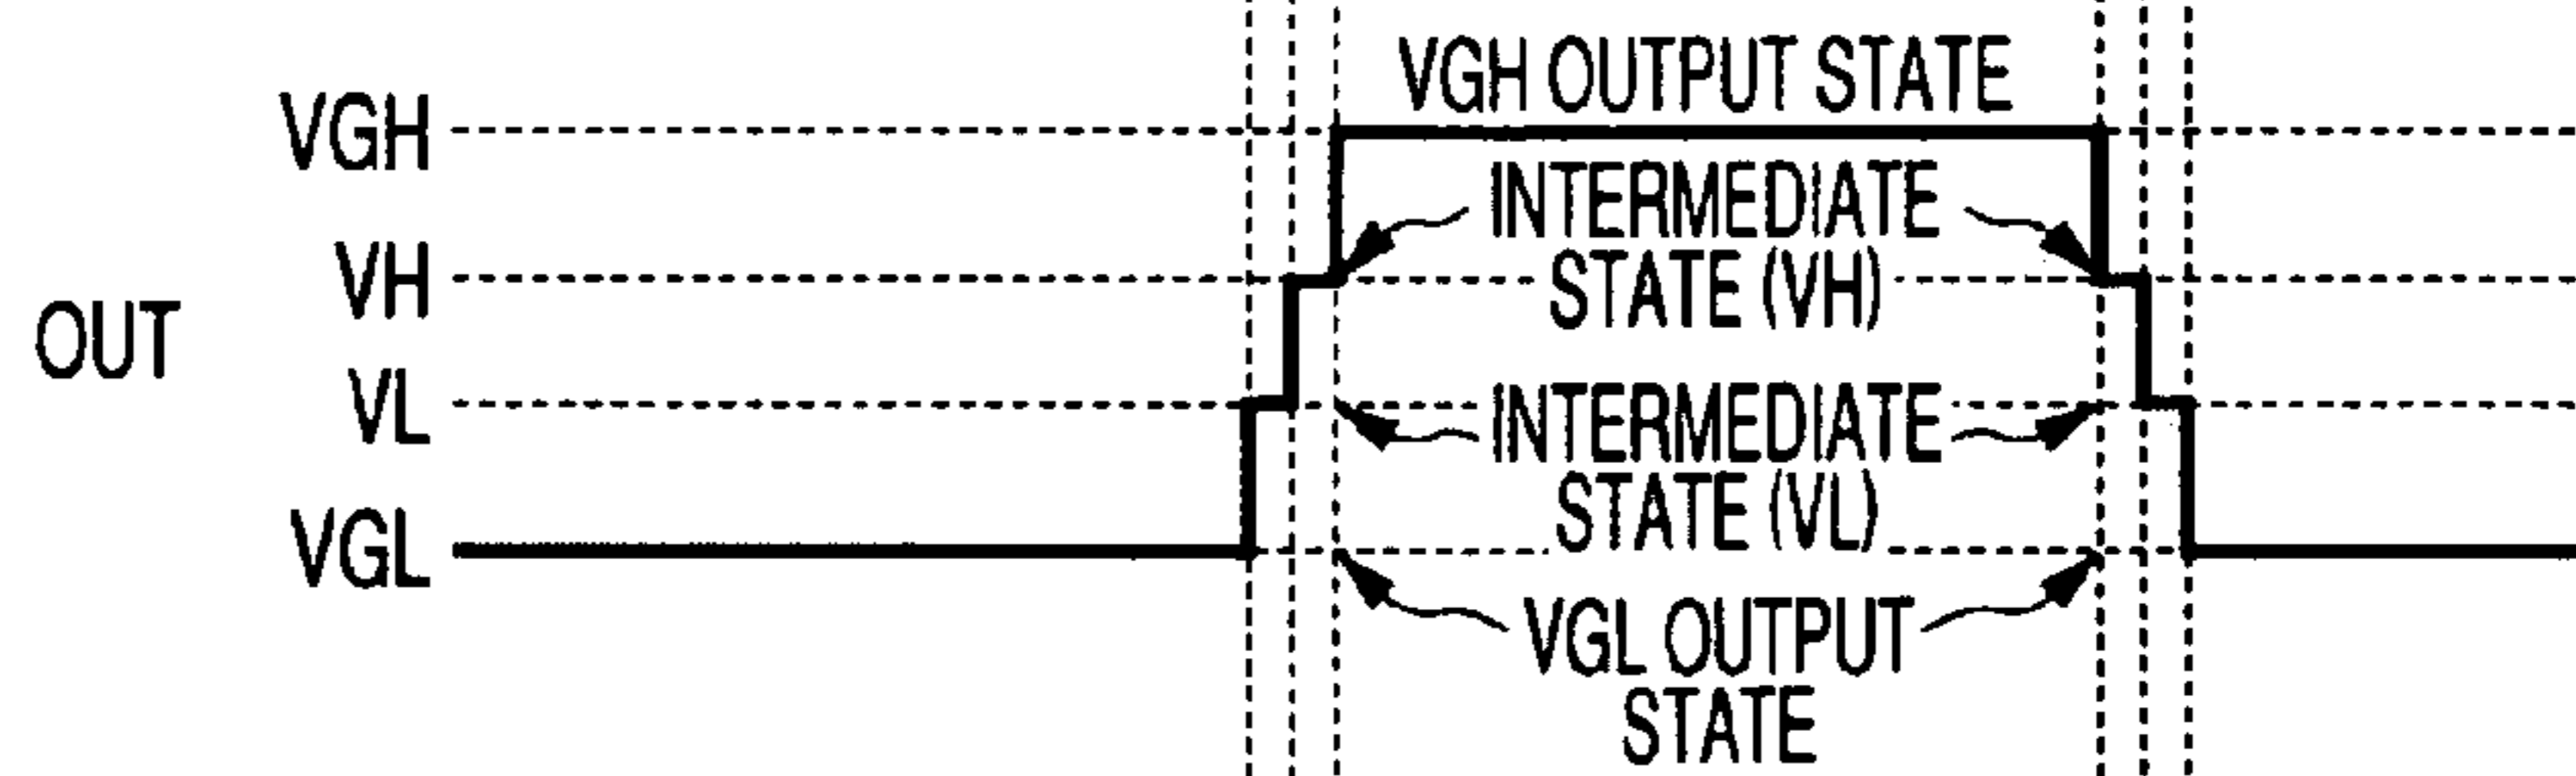 VGH OUTPUT STATE
VGH
INTERMEDIATE
STATE (VH)
VH
OUT
VL
INTERMEDIATE
STATE (VL)
VGL
VGL OUTPUT
STATE